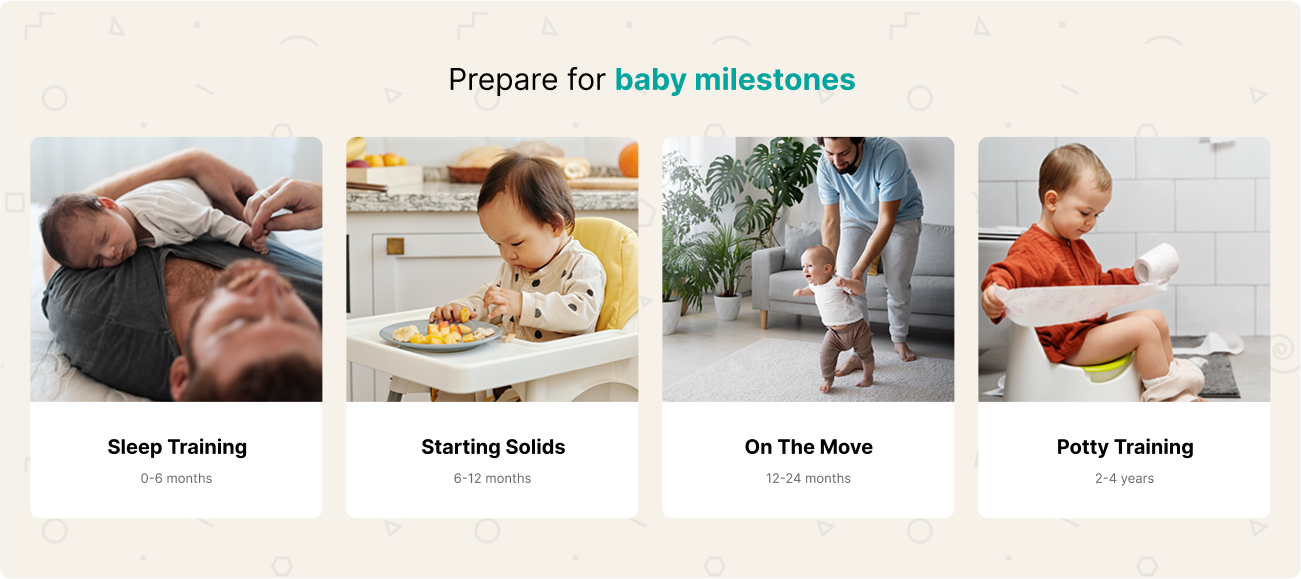 Prepare for baby milestones
Sleep Training
0-6 months
Starting Solids
6-12 months
On The Move
12-24 months
Potty Training
2-4 years